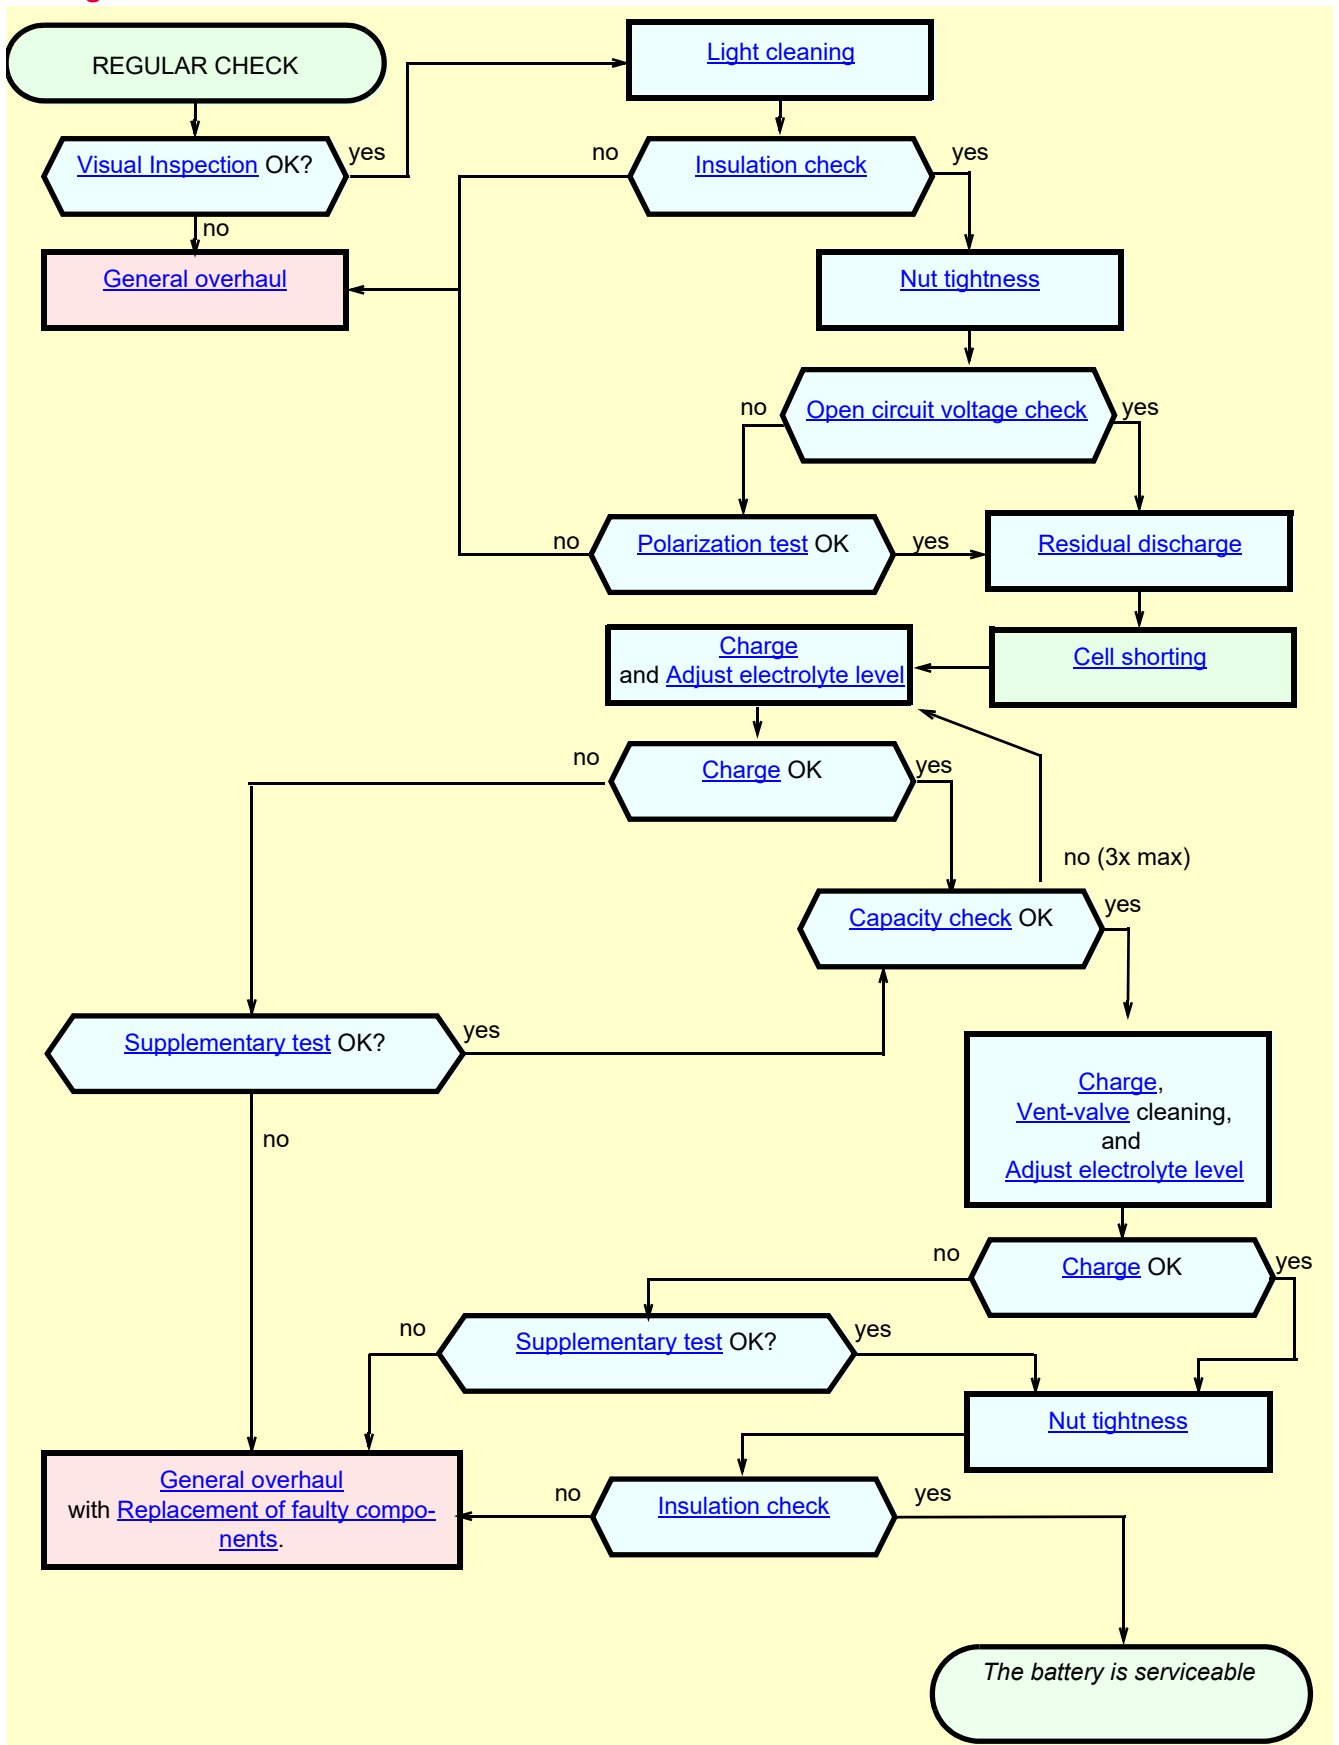 REGULAR CHECK
Light cleaning
Visual Inspection OK?
yes
no
Insulation check
yes
no
General overhaul
Nut tightness
no
Open circuit voltage check
yes
no
Polarization test OK
yes
Residual discharge
Charge
and Adjust electrolyte level
Cell shorting
no
Charge OK
yes
no (3x max)
Capacity check OK
yes
Supplementary test OK?
yes
Charge,
Vent-valve cleaning,
and
Adjust electrolyte level
no
no
Charge OK
yes
no
Supplementary test OK?
yes
Nut tightness
General overhaul
with Replacement of faulty compo-
nents.
no
Insulation check
yes
The battery is serviceable